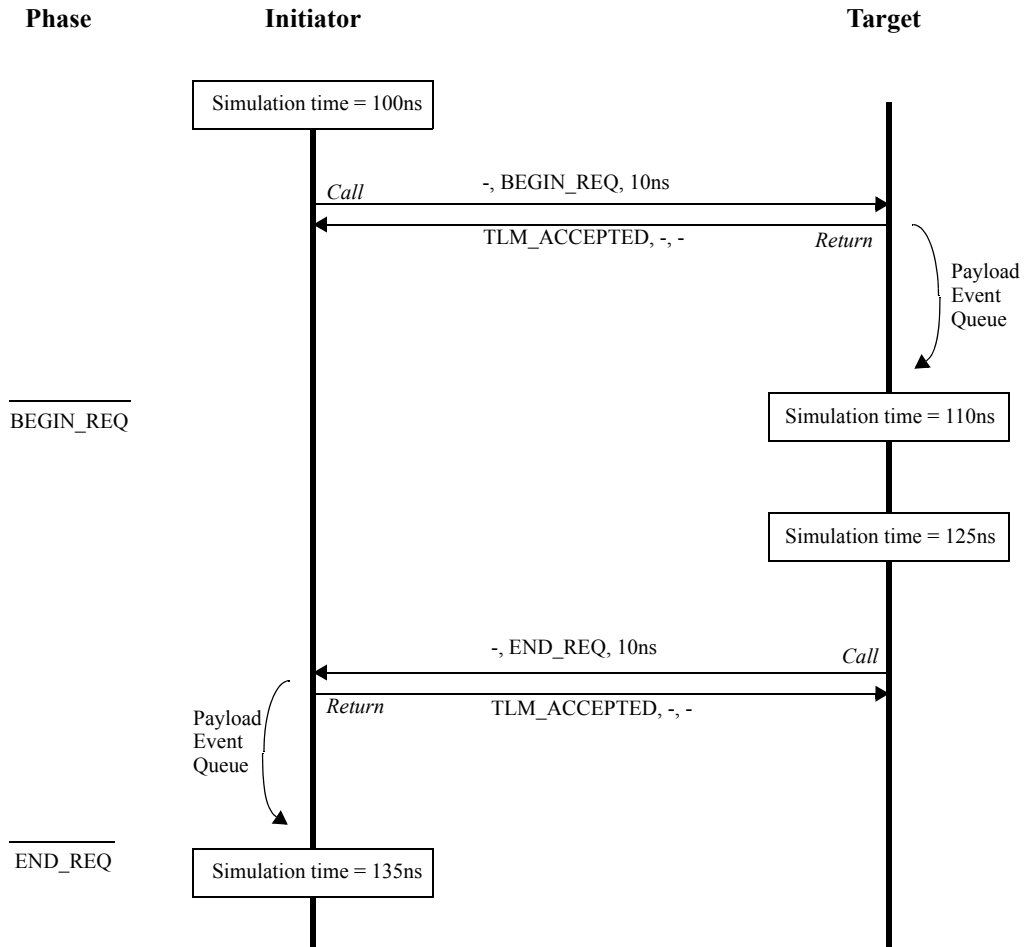 Phase Initiator Target
Simulation time = 100ns
Call -, BEGIN_REQ, 10ns
TLM_ACCEPTED, -, - Return
Payload
Event
Queue
BEGIN_REQ
Simulation time = 110ns
Simulation time = 125ns
-, END_REQ, 10ns Call
Return TLM_ACCEPTED, -, -
Payload
Event
Queue
END_REQ
Simulation time = 135ns